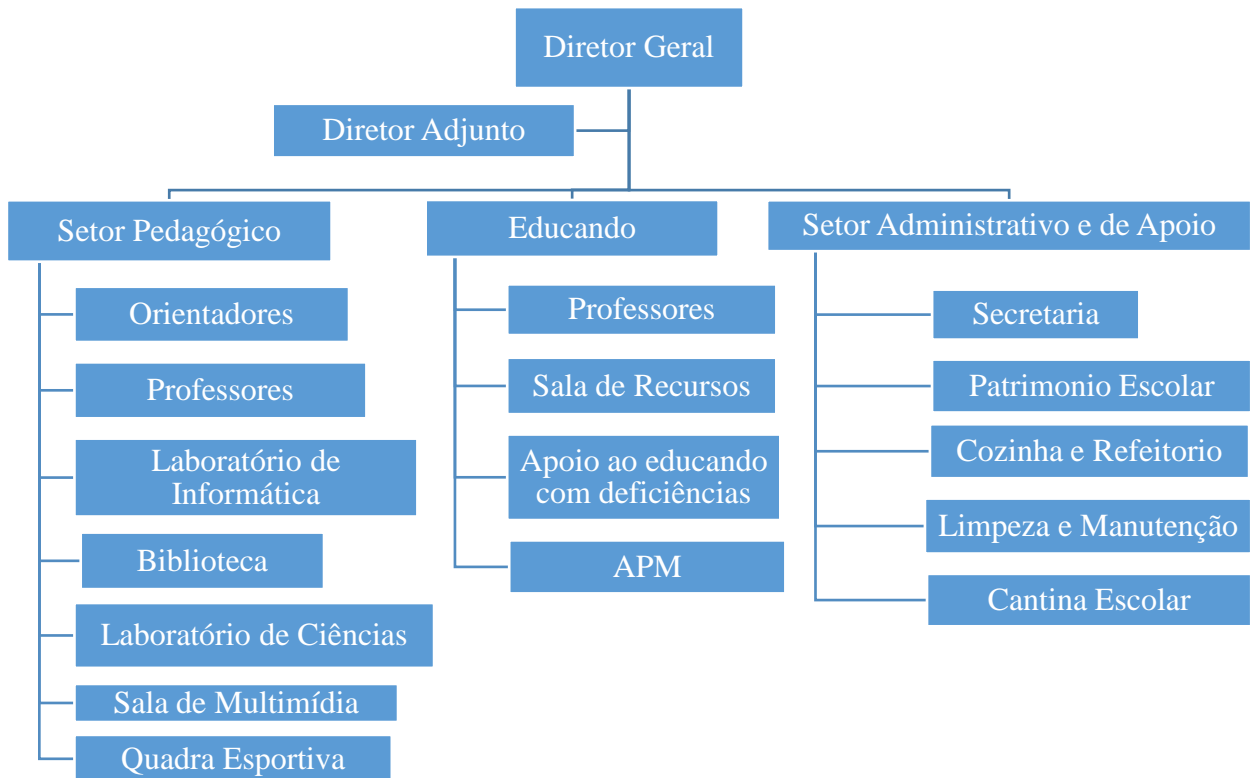 Diretor Geral
Diretor Adjunto
Setor Pedagógico
Orientadores
Professores
Laboratório de
Informática
Biblioteca
Laboratório de Ciências
Sala de Multimídia
Quadra Esportiva
Educando
Professores
Sala de Recursos
Apoio ao educando
com deficiências
APM
Setor Administrativo e de Apoio
Secretaria
Patrimonio Escolar
Cozinha e Refeitorio
Limpeza e Manutenção
Cantina Escolar